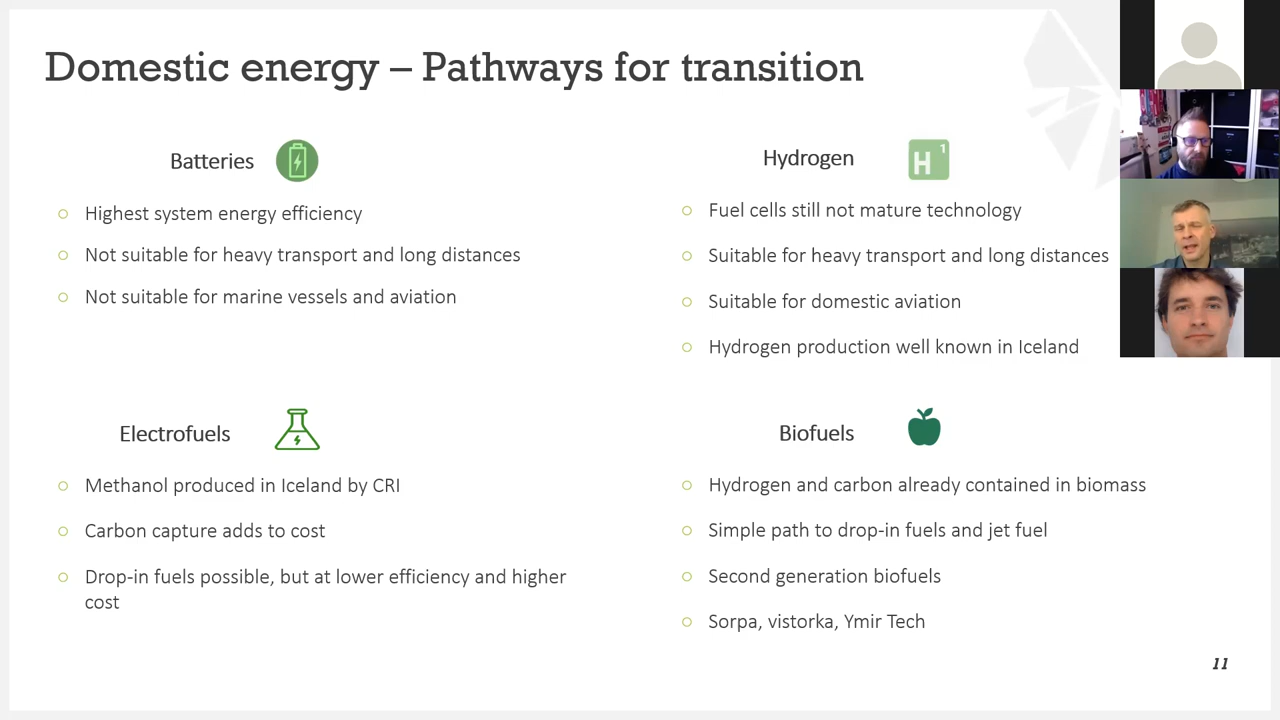 Domestic energy – Pathways for transition
Batteries
Highest system energy efficiency
Not suitable for heavy transport and long distances
Not suitable for marine vessels and aviation
Hydrogen
H 1
Fuel cells still not mature technology
Suitable for heavy transport and long distances
Suitable for domestic aviation
Hydrogen production well known in Iceland
Electrofuels
Methanol produced in Iceland by CRI
Carbon capture adds to cost
Drop-in fuels possible, but at lower efficiency and higher
cost
Biofuels
Hydrogen and carbon already contained in biomass
Simple path to drop-in fuels and jet fuel
Second generation biofuels
Sorpa, vistorka, Ymir Tech
11